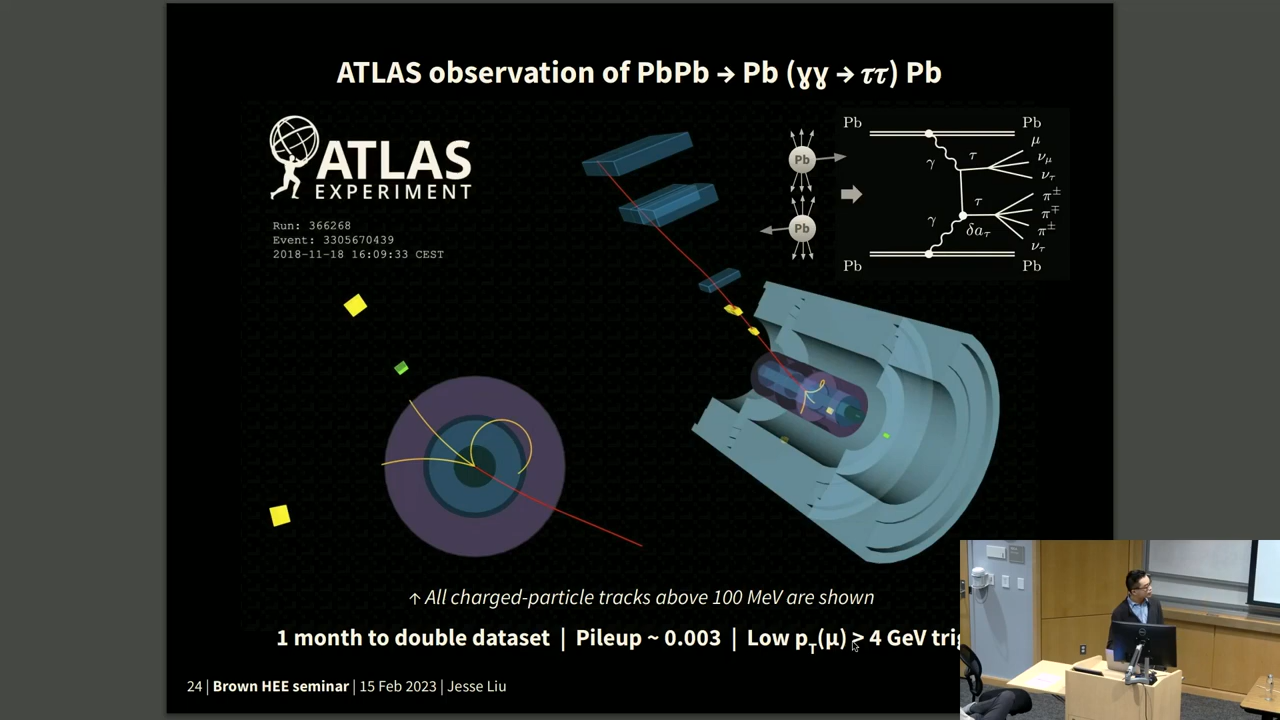 ATLAS observation of PbPb → Pb (γγ → ττ) Pb
ATLAS
EXPERIMENT
Run: 366268
Event: 3305670439
2018-11-18 16:09:33 CEST
Pb
Pb
Pb
Pb
μ
γ
τ
ν_μ
ν_τ
π^±
τ
γ
π^∓
δa_τ
π^±
ν_τ
Pb
Pb
↑ All charged-particle tracks above 100 MeV are shown
1 month to double dataset | Pileup ~ 0.003 | Low p_T(μ) > 4 GeV
24 | Brown HEE seminar | 15 Feb 2023 | Jesse Liu